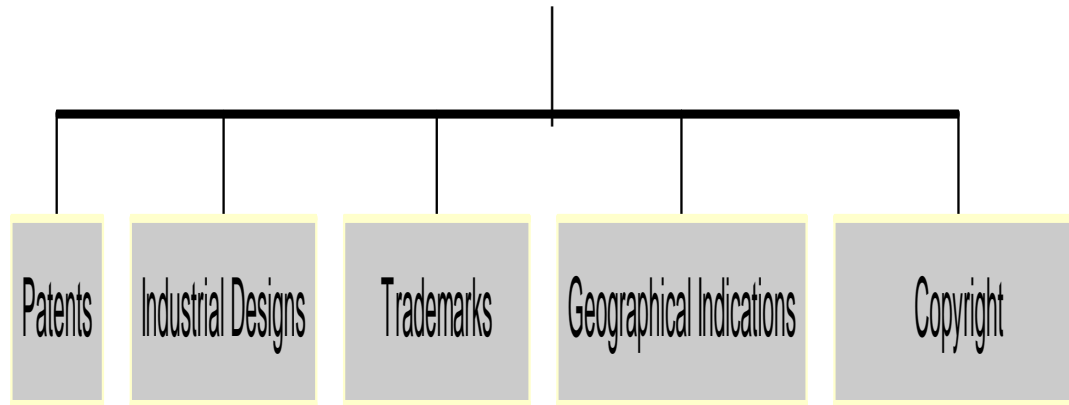 Patents
Industrial Designs
Trademarks
Geographical Indications
Copyright